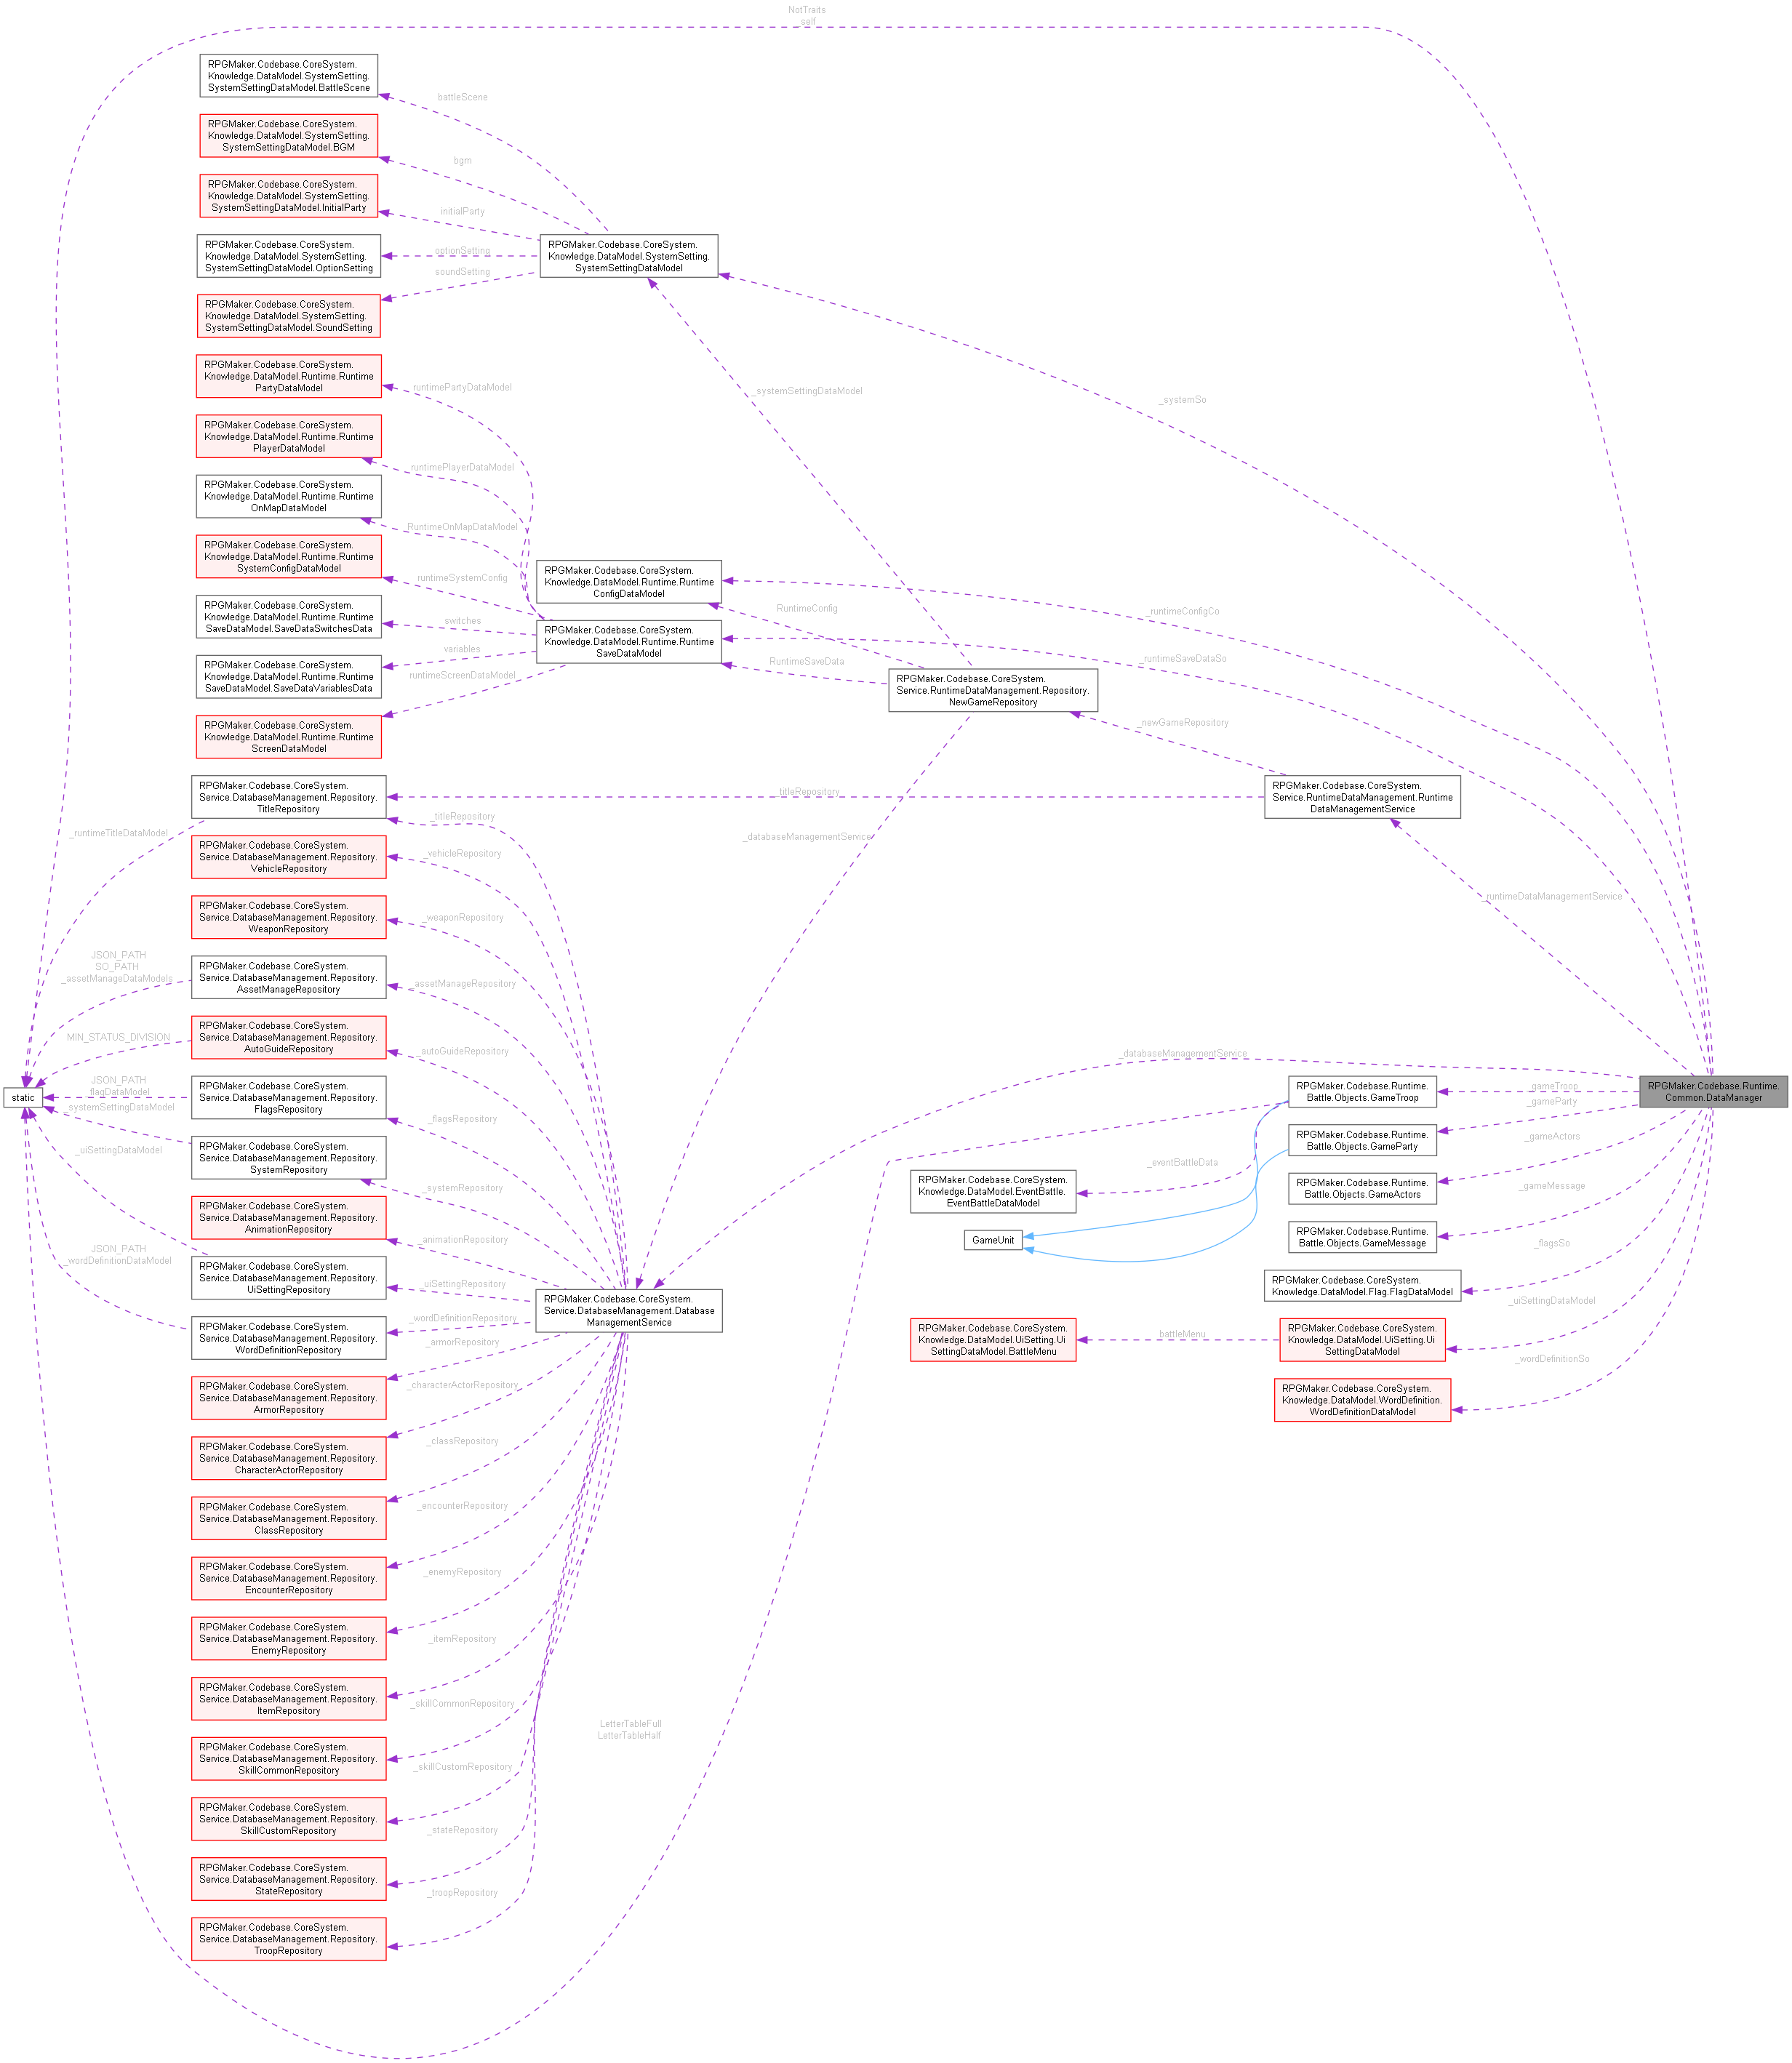 NotTraits
self
RPGMaker.Codebase.CoreSystem.
Knowledge.DataModel.SystemSetting.
SystemSettingDataModel.BattleScene
battleScene
RPGMaker.Codebase.CoreSystem.
Knowledge.DataModel.SystemSetting.
SystemSettingDataModel.BGM
bgm
RPGMaker.Codebase.CoreSystem.
Knowledge.DataModel.SystemSetting.
SystemSettingDataModel.InitialParty
initialParty
RPGMaker.Codebase.CoreSystem.
Knowledge.DataModel.SystemSetting.
SystemSettingDataModel.OptionSetting
optionSetting
RPGMaker.Codebase.CoreSystem.
Knowledge.DataModel.SystemSetting.
SystemSettingDataModel
soundSetting
RPGMaker.Codebase.CoreSystem.
Knowledge.DataModel.SystemSetting.
SystemSettingDataModel.SoundSetting
RPGMaker.Codebase.CoreSystem.
Knowledge.DataModel.Runtime.Runtime
PartyDataModel
runtimePartyDataModel
_systemSettingDataModel
_systemSo
RPGMaker.Codebase.CoreSystem.
Knowledge.DataModel.Runtime.Runtime
PlayerDataModel
runtimePlayerDataModel
RPGMaker.Codebase.CoreSystem.
Knowledge.DataModel.Runtime.Runtime
OnMapDataModel
RuntimeOnMapDataModel
RPGMaker.Codebase.CoreSystem.
Knowledge.DataModel.Runtime.Runtime
SystemConfigDataModel
runtimeSystemConfig
RPGMaker.Codebase.CoreSystem.
Knowledge.DataModel.Runtime.Runtime
ConfigDataModel
RuntimeConfig
_runtimeConfigCo
RPGMaker.Codebase.CoreSystem.
Knowledge.DataModel.Runtime.Runtime
SaveDataModel.SaveDataSwitchesData
switches
RPGMaker.Codebase.CoreSystem.
Knowledge.DataModel.Runtime.Runtime
SaveDataModel
variables
RuntimeSaveData
_runtimeSaveDataSo
RPGMaker.Codebase.CoreSystem.
Knowledge.DataModel.Runtime.Runtime
SaveDataModel.SaveDataVariablesData
runtimeScreenDataModel
RPGMaker.Codebase.CoreSystem.
Service.RuntimeDataManagement.Repository.
NewGameRepository
RPGMaker.Codebase.CoreSystem.
Knowledge.DataModel.Runtime.Runtime
ScreenDataModel
_newGameRepository
RPGMaker.Codebase.CoreSystem.
Service.DatabaseManagement.Repository.
TitleRepository
titleRepository
RPGMaker.Codebase.CoreSystem.
Service.RuntimeDataManagement.Runtime
DataManagementService
_titleRepository
_runtimeTitleDataModel
_databaseManagementService
RPGMaker.Codebase.CoreSystem.
Service.DatabaseManagement.Repository.
VehicleRepository
_vehicleRepository
_runtimeDataManagementService
RPGMaker.Codebase.CoreSystem.
Service.DatabaseManagement.Repository.
WeaponRepository
_weaponRepository
JSON_PATH
SO_PATH
_assetManageDataModels
RPGMaker.Codebase.CoreSystem.
Service.DatabaseManagement.Repository.
AssetManageRepository
_assetManageRepository
MIN_STATUS_DIVISION
RPGMaker.Codebase.CoreSystem.
Service.DatabaseManagement.Repository.
AutoGuideRepository
_autoGuideRepository
_databaseManagementService
static
JSON_PATH
_flagDataModel
RPGMaker.Codebase.CoreSystem.
Service.DatabaseManagement.Repository.
FlagsRepository
_flagsRepository
RPGMaker.Codebase.Runtime.
Battle.Objects.GameTroop
_gameTroop
RPGMaker.Codebase.Runtime.
Common.DataManager
_gameParty
_systemSettingDataModel
RPGMaker.Codebase.CoreSystem.
Service.DatabaseManagement.Repository.
SystemRepository
_systemRepository
RPGMaker.Codebase.Runtime.
Battle.Objects.GameParty
_gameActors
_uiSettingDataModel
_eventBattleData
RPGMaker.Codebase.CoreSystem.
Knowledge.DataModel.EventBattle.
EventBattleDataModel
RPGMaker.Codebase.Runtime.
Battle.Objects.GameActors
_gameMessage
RPGMaker.Codebase.CoreSystem.
Service.DatabaseManagement.Repository.
AnimationRepository
_animationRepository
GameUnit
RPGMaker.Codebase.Runtime.
Battle.Objects.GameMessage
_flagsSo
JSON_PATH
_wordDefinitionDataModel
RPGMaker.Codebase.CoreSystem.
Service.DatabaseManagement.Repository.
UiSettingRepository
_uiSettingRepository
RPGMaker.Codebase.CoreSystem.
Knowledge.DataModel.Flag.FlagDataModel
_uiSettingDataModel
RPGMaker.Codebase.CoreSystem.
Service.DatabaseManagement.Database
ManagementService
RPGMaker.Codebase.CoreSystem.
Service.DatabaseManagement.Repository.
WordDefinitionRepository
_wordDefinitionRepository
_armorRepository
RPGMaker.Codebase.CoreSystem.
Knowledge.DataModel.UiSetting.Ui
SettingDataModel.BattleMenu
battleMenu
RPGMaker.Codebase.CoreSystem.
Knowledge.DataModel.UiSetting.Ui
SettingDataModel
_wordDefinitionSo
RPGMaker.Codebase.CoreSystem.
Service.DatabaseManagement.Repository.
ArmorRepository
_characterActorRepository
RPGMaker.Codebase.CoreSystem.
Knowledge.DataModel.WordDefinition.
WordDefinitionDataModel
RPGMaker.Codebase.CoreSystem.
Service.DatabaseManagement.Repository.
CharacterActorRepository
_classRepository
RPGMaker.Codebase.CoreSystem.
Service.DatabaseManagement.Repository.
ClassRepository
_encounterRepository
RPGMaker.Codebase.CoreSystem.
Service.DatabaseManagement.Repository.
EncounterRepository
_enemyRepository
RPGMaker.Codebase.CoreSystem.
Service.DatabaseManagement.Repository.
EnemyRepository
_itemRepository
RPGMaker.Codebase.CoreSystem.
Service.DatabaseManagement.Repository.
ItemRepository
_skillCommonRepository
LetterTableFull
LetterTableHalf
RPGMaker.Codebase.CoreSystem.
Service.DatabaseManagement.Repository.
SkillCommonRepository
_skillCustomRepository
RPGMaker.Codebase.CoreSystem.
Service.DatabaseManagement.Repository.
SkillCustomRepository
_stateRepository
RPGMaker.Codebase.CoreSystem.
Service.DatabaseManagement.Repository.
StateRepository
_troopRepository
RPGMaker.Codebase.CoreSystem.
Service.DatabaseManagement.Repository.
TroopRepository